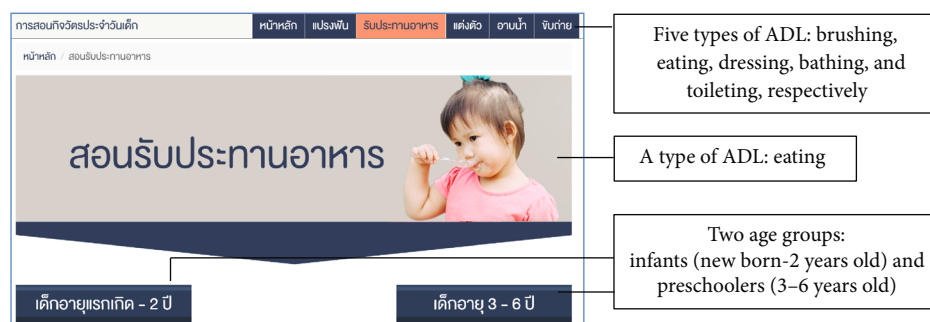 การสอนกิจวัตรประจำวันเด็ก
หน้าหลัก แปรงฟัน รับประทานอาหาร แต่งตัว อาบน้ำ ขับถ่าย
หน้าหลัก / สอนรับประทานอาหาร
สอนรับประทานอาหาร
เด็กอายุแรกเกิด - 2 ปี
เด็กอายุ 3 - 6 ปี
Five types of ADL: brushing,
eating, dressing, bathing, and
toileting, respectively
A type of ADL: eating
Two age groups:
infants (new born-2 years old) and
preschoolers (3–6 years old)